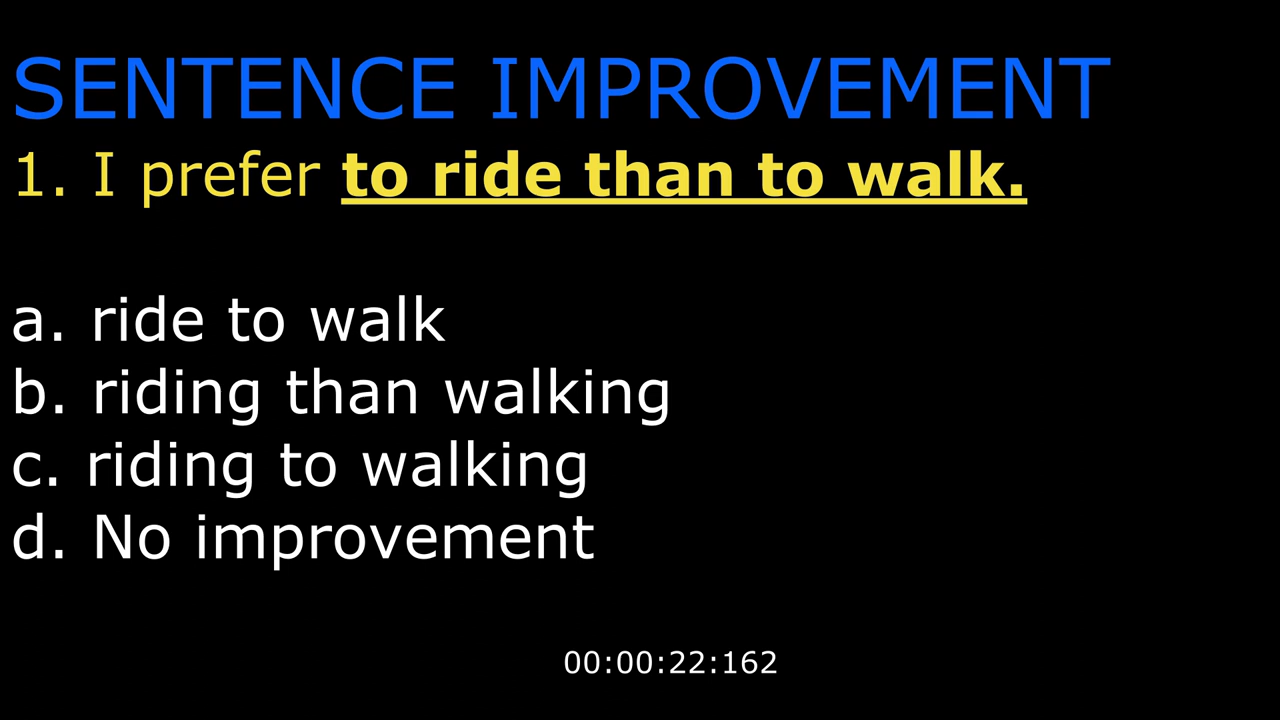 SENTENCE IMPROVEMENT
1. I prefer to ride than to walk.
a. ride to walk
b. riding than walking
c. riding to walking
d. No improvement
00:00:22:162